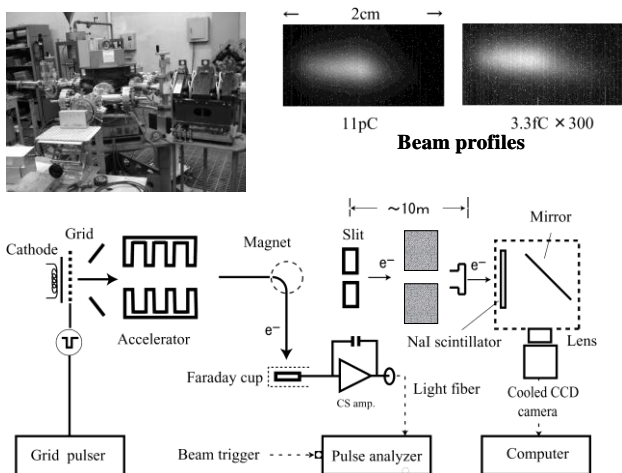 2cm
11pC
3.3fC × 300
Beam profiles
~10m
Mirror
Grid
Slit
Cathode
Magnet
e−
e−
e−
Accelerator
NaI scintillator
Lens
Faraday cup
CS amp.
Light fiber
Cooled CCD
camera
Grid pulser
Beam trigger
Pulse analyzer
Computer